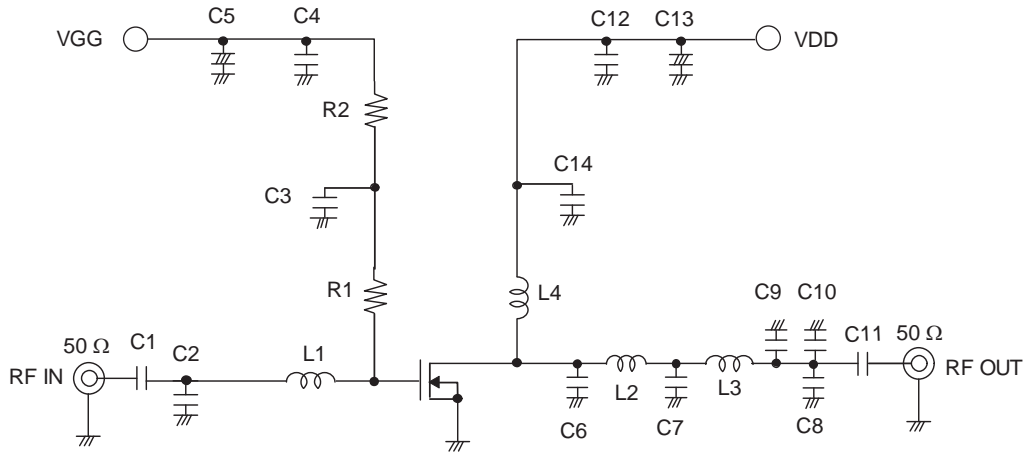 C5
C4
VGG
C12
C13
VDD
R2
C3
C14
R1
L4
C9
C10
50 Ω
C1
C2
L1
C11
50 Ω
RF IN
RF OUT
L2
L3
C6
C7
C8